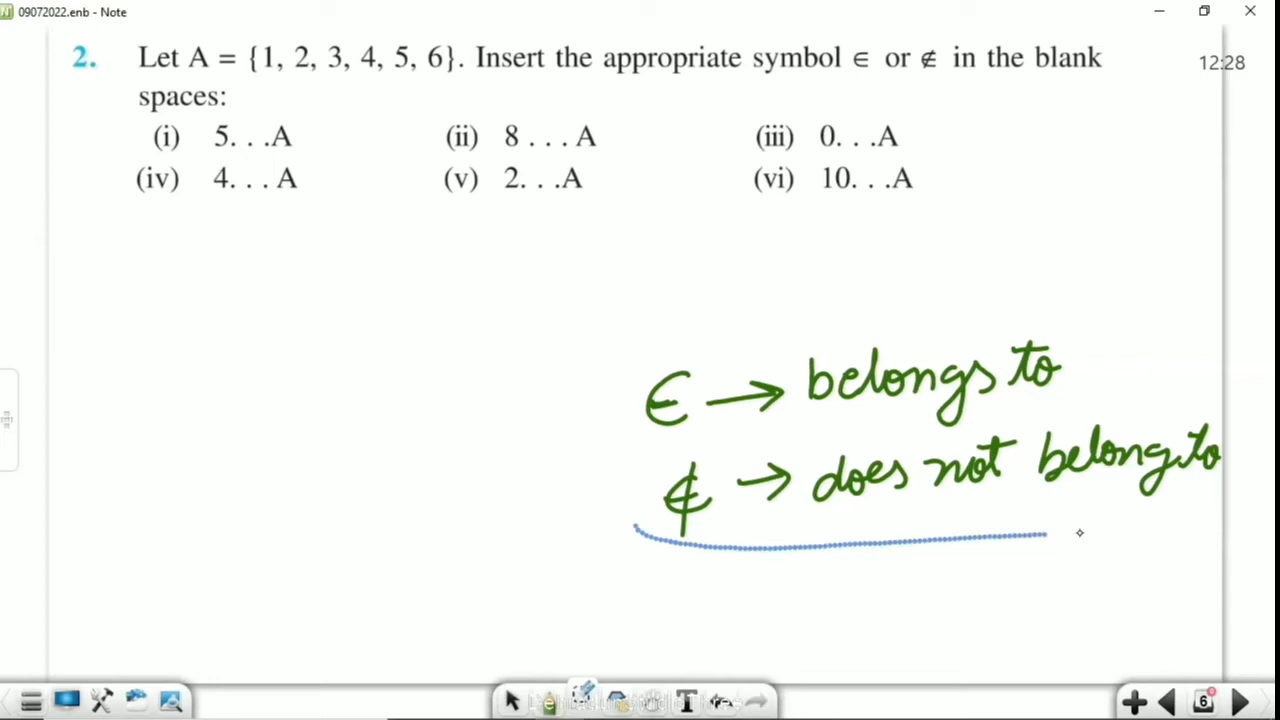 09072022.enb - Note
12:28
2. Let A = {1, 2, 3, 4, 5, 6}. Insert the appropriate symbol ∈ or ∉ in the blank
spaces:
(i) 5. . .A (ii) 8 . . . A (iii) 0. . .A
(iv) 4. . . A (v) 2. . .A (vi) 10. . .A
∈ → belongs to
∉ → does not belong to
T
6